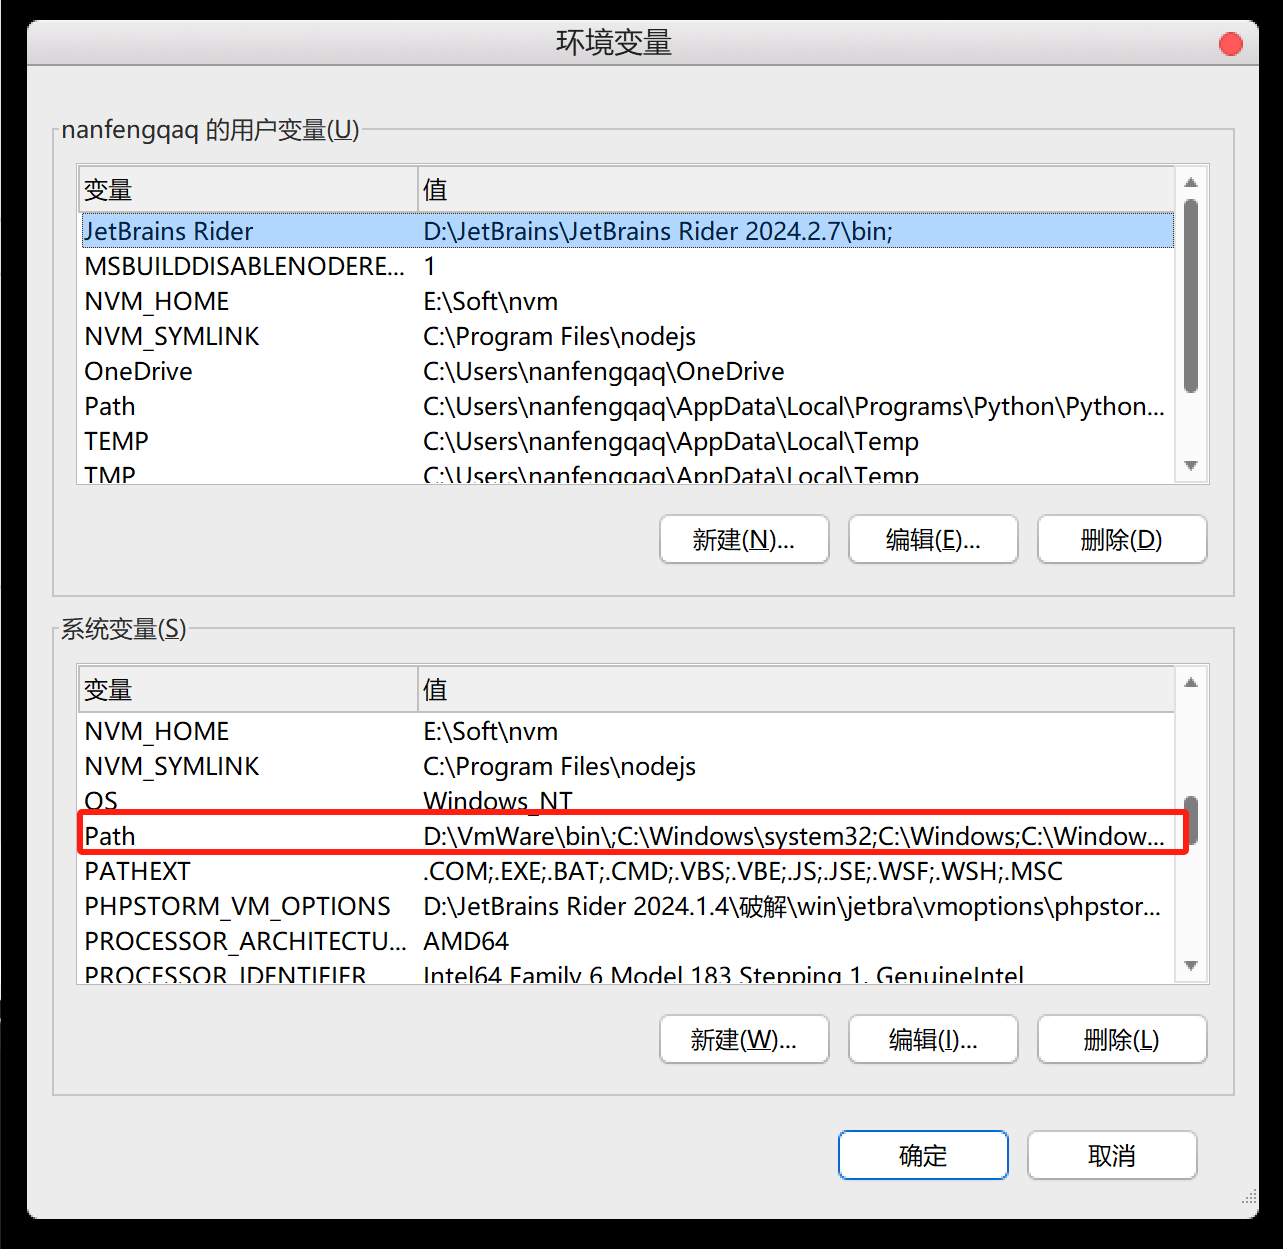 环境变量
nanfengqaq 的用户变量(U)
变量 值
JetBrains Rider D:\JetBrains\JetBrains Rider 2024.2.7\bin;
MSBUILDDISABLENODERE... 1
NVM_HOME E:\Soft\nvm
NVM_SYMLINK C:\Program Files\nodejs
OneDrive C:\Users\nanfengqaq\OneDrive
Path C:\Users\nanfengqaq\AppData\Local\Programs\Python\Python...
TEMP C:\Users\nanfengqaq\AppData\Local\Temp
TMP C:\Users\nanfengqaq\AppData\Local\Temp
新建(N)... 编辑(E)... 删除(D)
系统变量(S)
变量 值
NVM_HOME E:\Soft\nvm
NVM_SYMLINK C:\Program Files\nodejs
OS Windows_NT
Path D:\VmWare\bin\;C:\Windows\system32;C:\Windows;C:\Window...
PATHEXT .COM;.EXE;.BAT;.CMD;.VBS;.VBE;.JS;.JSE;.WSF;.WSH;.MSC
PHPSTORM_VM_OPTIONS D:\JetBrains Rider 2024.1.4\破解\win\jetbra\vmoptions\phpstor...
PROCESSOR_ARCHITECTU... AMD64
PROCESSOR_IDENTIFIER Intel64 Family 6 Model 183 Stepping 1, GenuineIntel
新建(W)... 编辑(I)... 删除(L)
确定 取消